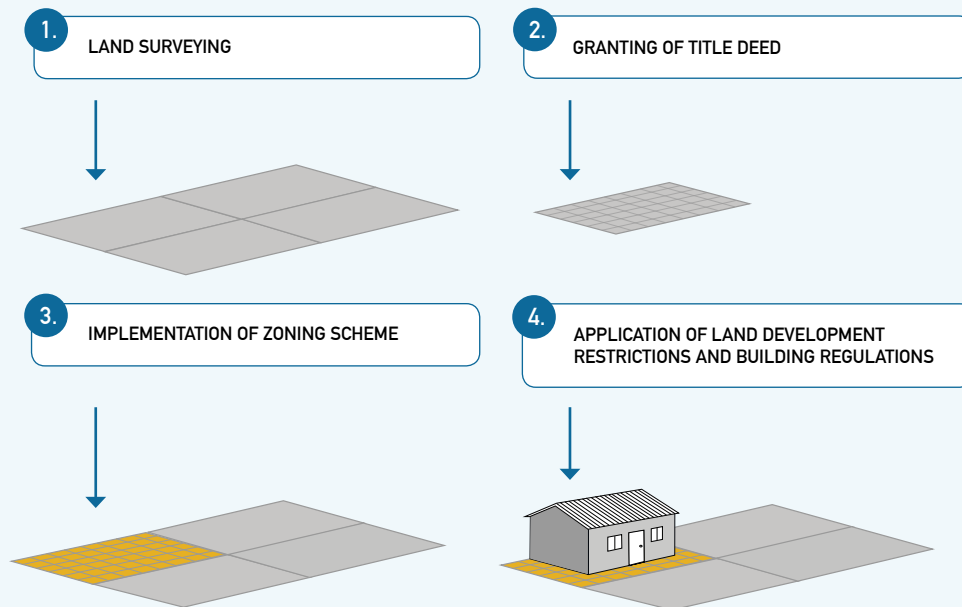 1.
LAND SURVEYING
2.
GRANTING OF TITLE DEED
3.
IMPLEMENTATION OF ZONING SCHEME
4.
APPLICATION OF LAND DEVELOPMENT
RESTRICTIONS AND BUILDING REGULATIONS